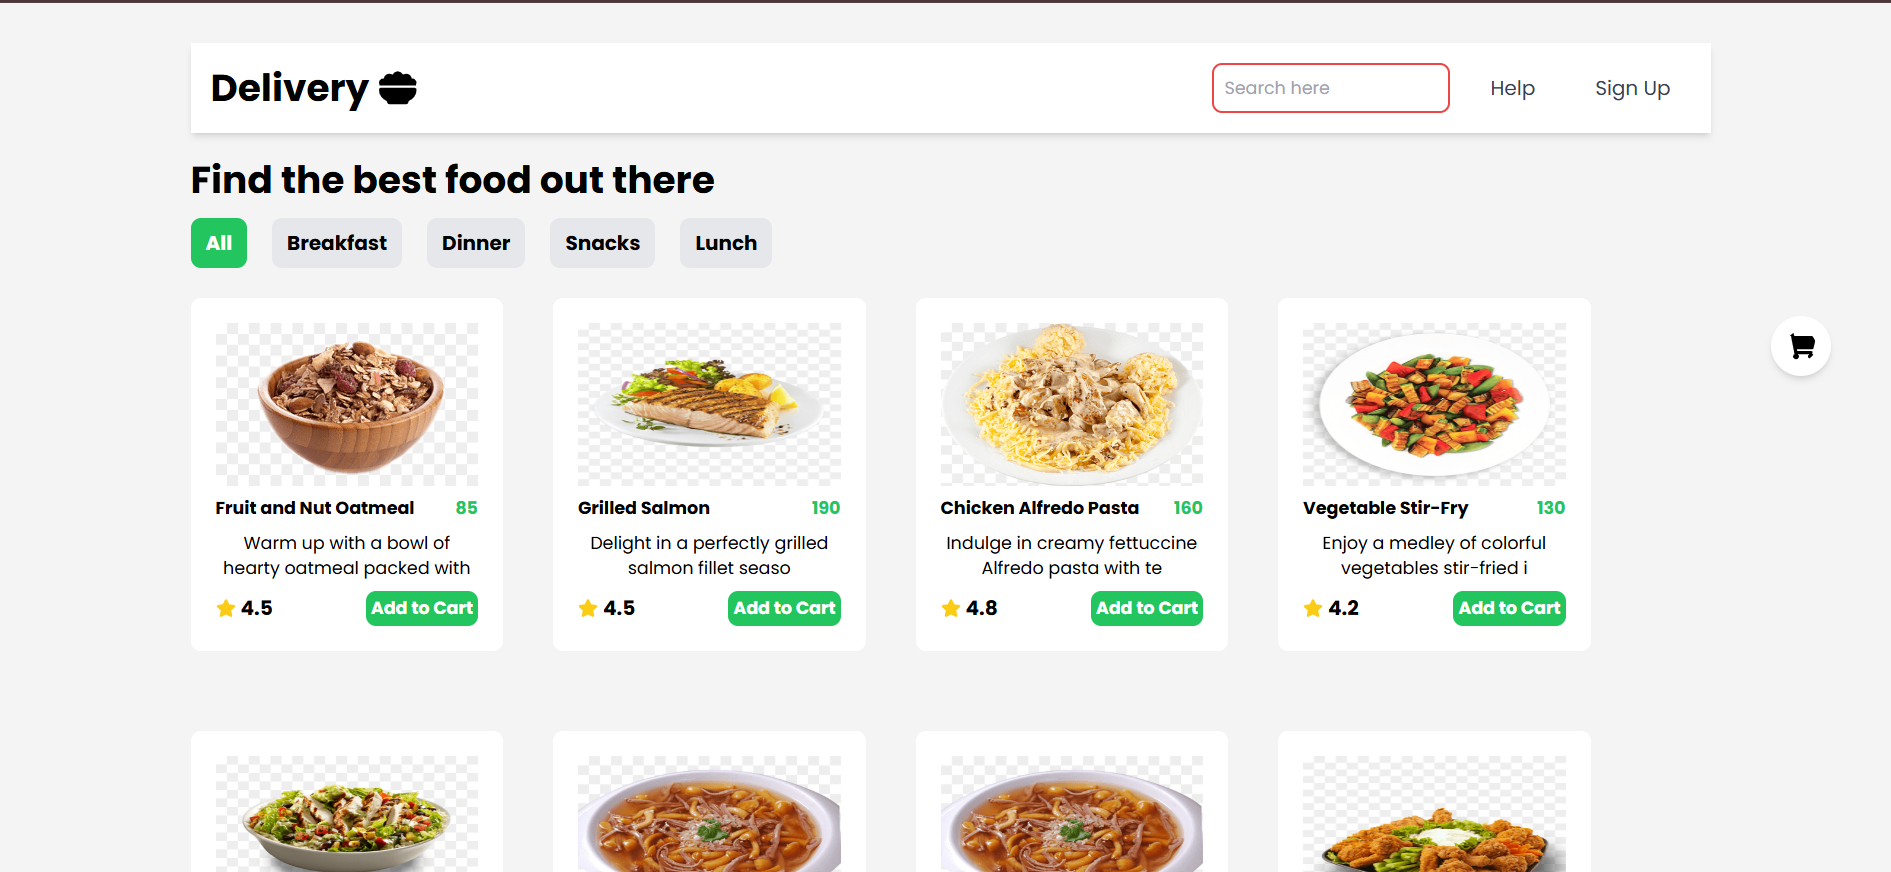 Delivery
Search here
Help
Sign Up
Find the best food out there
All
Breakfast
Dinner
Snacks
Lunch
Fruit and Nut Oatmeal
85
Warm up with a bowl of
hearty oatmeal packed with
4.5
Add to Cart
Grilled Salmon
190
Delight in a perfectly grilled
salmon fillet seaso
4.5
Add to Cart
Chicken Alfredo Pasta
160
Indulge in creamy fettuccine
Alfredo pasta with te
4.8
Add to Cart
Vegetable Stir-Fry
130
Enjoy a medley of colorful
vegetables stir-fried i
4.2
Add to Cart